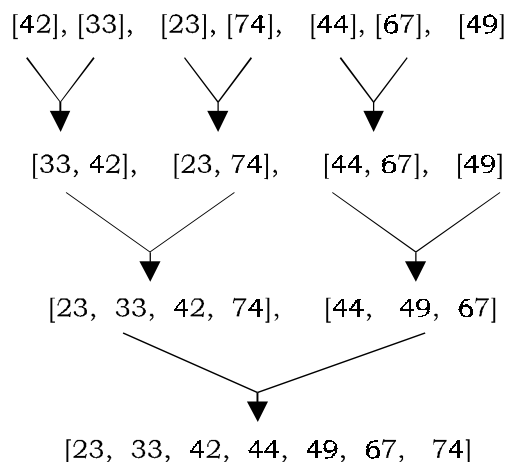 [42], [33], [23], [74], [44], [67], [49]
[33, 42], [23, 74], [44, 67], [49]
[23, 33, 42, 74], [44, 49, 67]
[23, 33, 42, 44, 49, 67, 74]